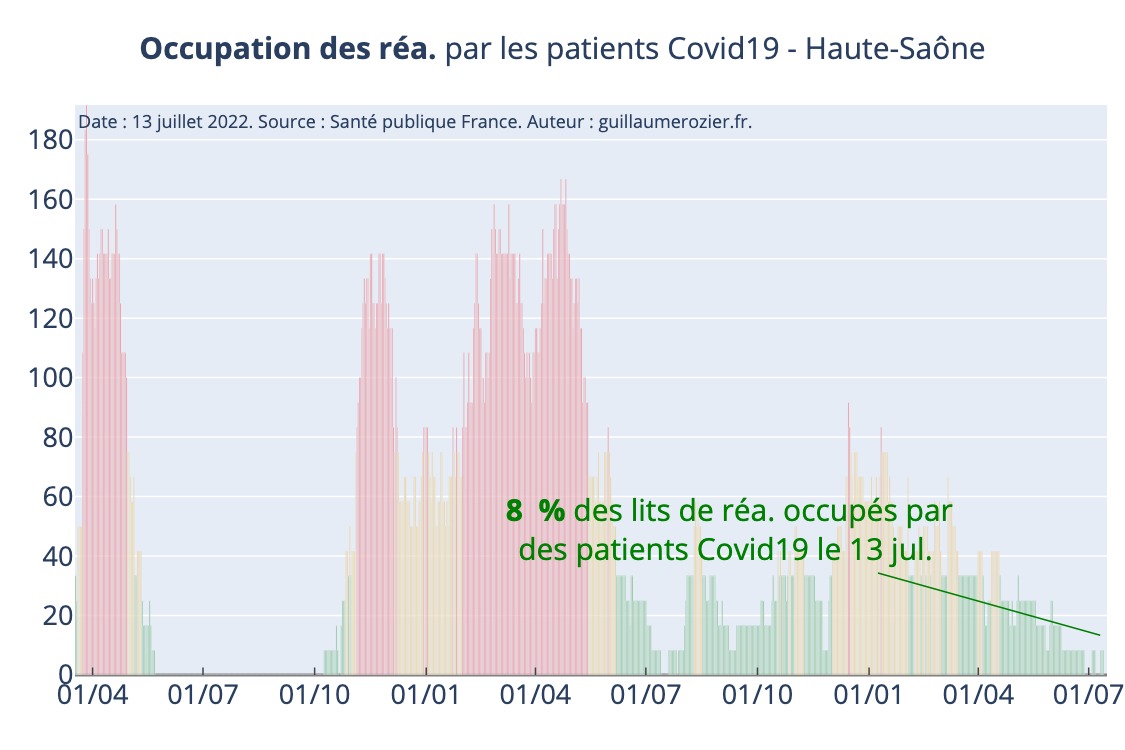 Occupation des réa. par les patients Covid19 - Haute-Saône
Date : 13 juillet 2022. Source : Santé publique France. Auteur : guillaumerozier.fr.
180
160
140
120
100
80
60
40
20
0
8 % des lits de réa. occupés par
des patients Covid19 le 13 jul.
01/04 01/07 01/10 01/01 01/04 01/07 01/10 01/01 01/04 01/07